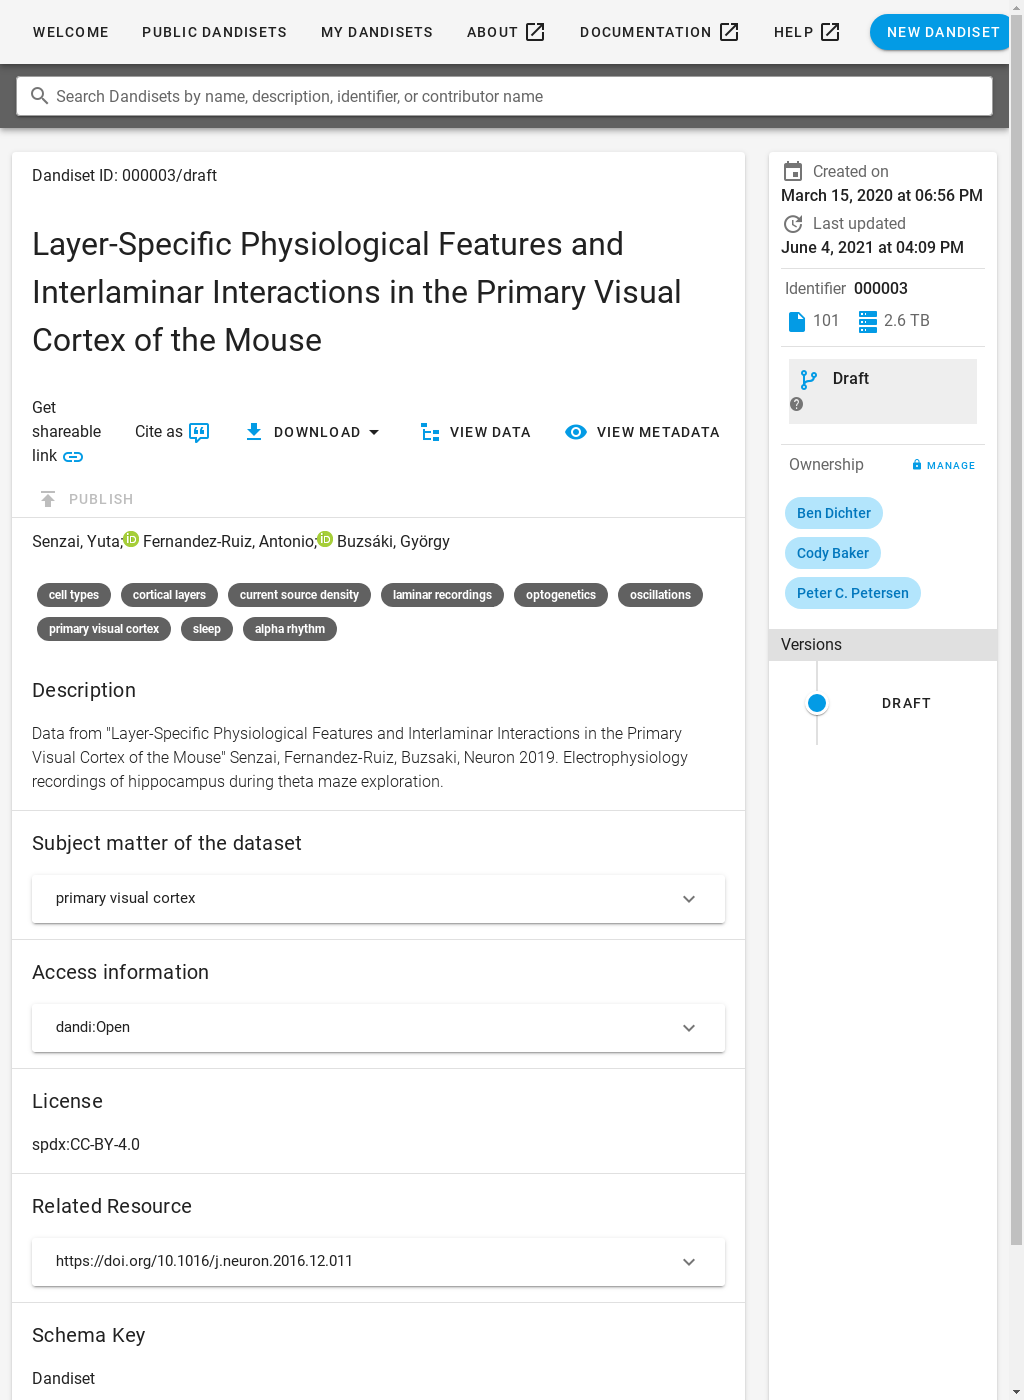 WELCOME PUBLIC DANDISETS MY DANDISETS ABOUT DOCUMENTATION HELP NEW DANDISET
Search Dandisets by name, description, identifier, or contributor name
Dandiset ID: 000003/draft
Layer-Specific Physiological Features and
Interlaminar Interactions in the Primary Visual
Cortex of the Mouse
Get
shareable
link
Cite as
DOWNLOAD
VIEW DATA
VIEW METADATA
PUBLISH
Senzai, Yuta; Fernandez-Ruiz, Antonio; Buzsáki, György
cell types cortical layers current source density laminar recordings optogenetics oscillations
primary visual cortex sleep alpha rhythm
Description
Data from "Layer-Specific Physiological Features and Interlaminar Interactions in the Primary
Visual Cortex of the Mouse" Senzai, Fernandez-Ruiz, Buzsaki, Neuron 2019. Electrophysiology
recordings of hippocampus during theta maze exploration.
Subject matter of the dataset
primary visual cortex
Access information
dandi:Open
License
spdx:CC-BY-4.0
Related Resource
https://doi.org/10.1016/j.neuron.2016.12.011
Schema Key
Dandiset
Created on
March 15, 2020 at 06:56 PM
Last updated
June 4, 2021 at 04:09 PM
Identifier 000003
101 2.6 TB
Draft
Ownership MANAGE
Ben Dichter
Cody Baker
Peter C. Petersen
Versions
DRAFT